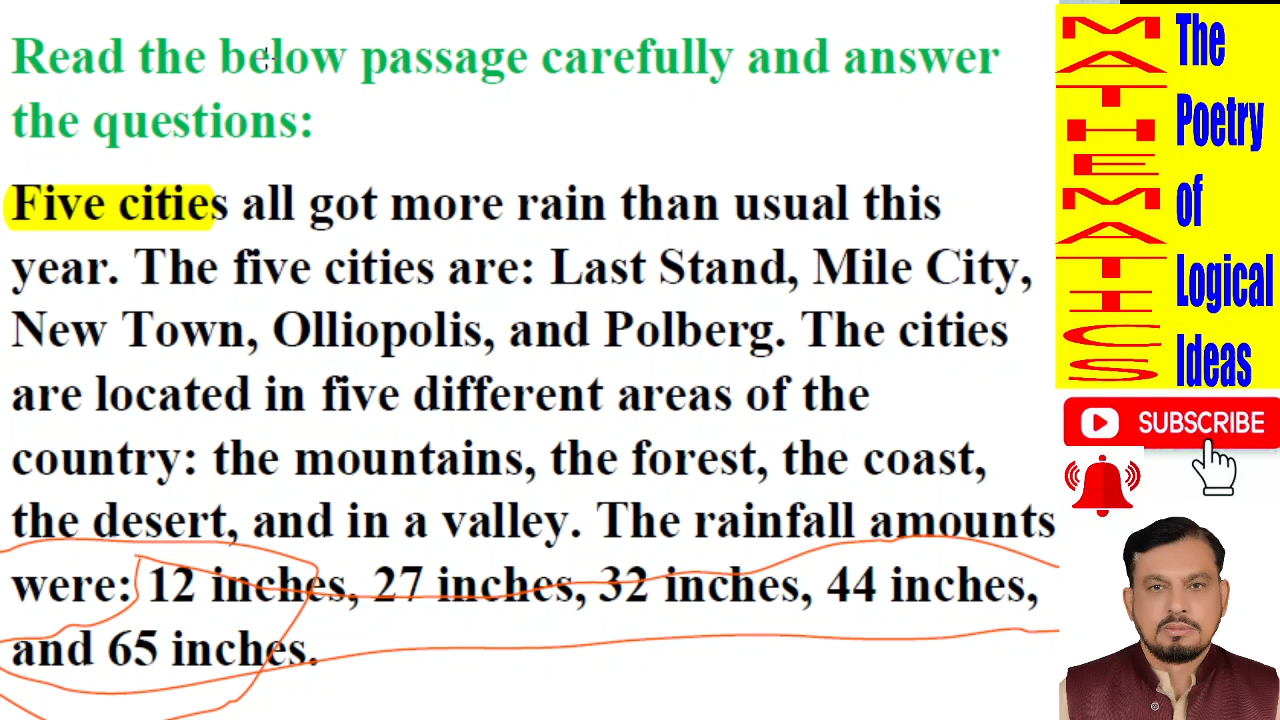 Read the below passage carefully and answer
the questions:
Five cities all got more rain than usual this
year. The five cities are: Last Stand, Mile City,
New Town, Olliopolis, and Polberg. The cities
are located in five different areas of the
country: the mountains, the forest, the coast,
the desert, and in a valley. The rainfall amounts
were: 12 inches, 27 inches, 32 inches, 44 inches,
and 65 inches.
MATHEMATICS
The
Poetry
of
Logical
Ideas
SUBSCRIBE